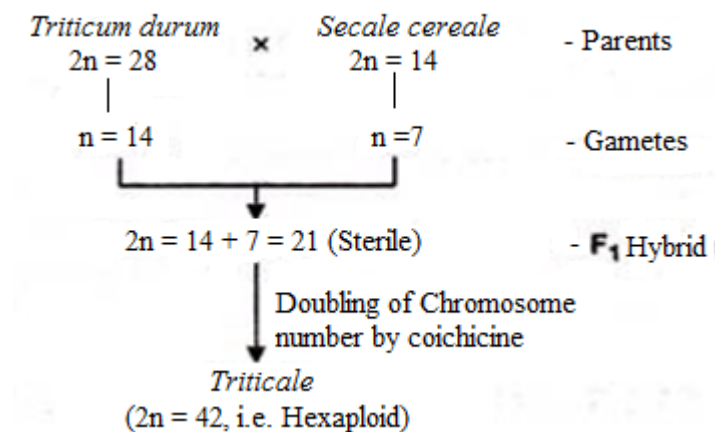 Triticum durum × Secale cereale - Parents
2n = 28 2n = 14
n = 14 n =7 - Gametes
2n = 14 + 7 = 21 (Sterile) - F₁ Hybrid
Doubling of Chromosome
number by coichicine
Triticale
(2n = 42, i.e. Hexaploid)